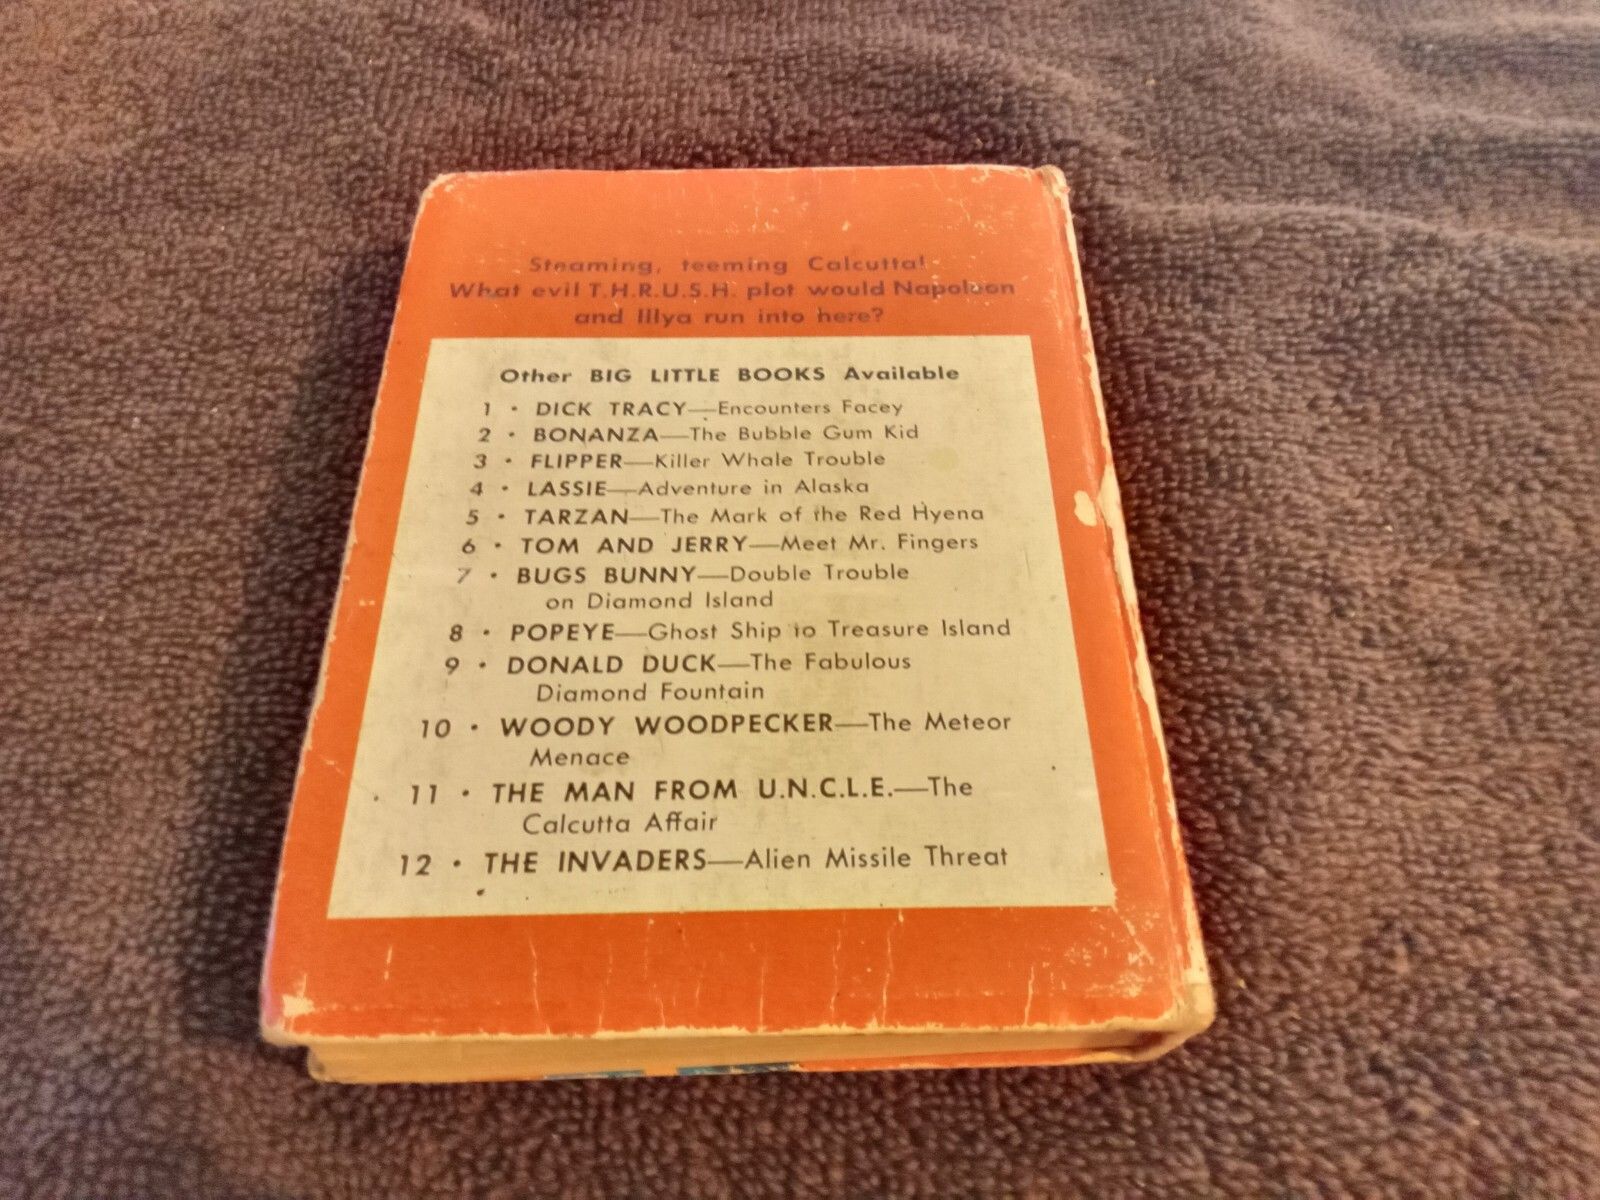 Steaming, teeming Calcutta!
What evil T.H.R.U.S.H. plot would Napoleon
and Illya run into here?
Other BIG LITTLE BOOKS Available
1 • DICK TRACY—Encounters Facey
2 • BONANZA—The Bubble Gum Kid
3 • FLIPPER—Killer Whale Trouble
4 • LASSIE—Adventure in Alaska
5 • TARZAN—The Mark of the Red Hyena
6 • TOM AND JERRY—Meet Mr. Fingers
7 • BUGS BUNNY—Double Trouble
on Diamond Island
8 • POPEYE—Ghost Ship to Treasure Island
9 • DONALD DUCK—The Fabulous
Diamond Fountain
10 • WOODY WOODPECKER—The Meteor
Menace
11 • THE MAN FROM U.N.C.L.E.—The
Calcutta Affair
12 • THE INVADERS—Alien Missile Threat